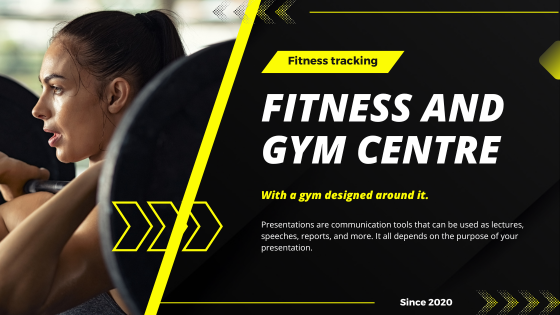 Fitness tracking
FITNESS AND
GYM CENTRE
With a gym designed around it.
Presentations are communication tools that can be used as lectures,
speeches, reports, and more. It all depends on the purpose of your
presentation.
Since 2020